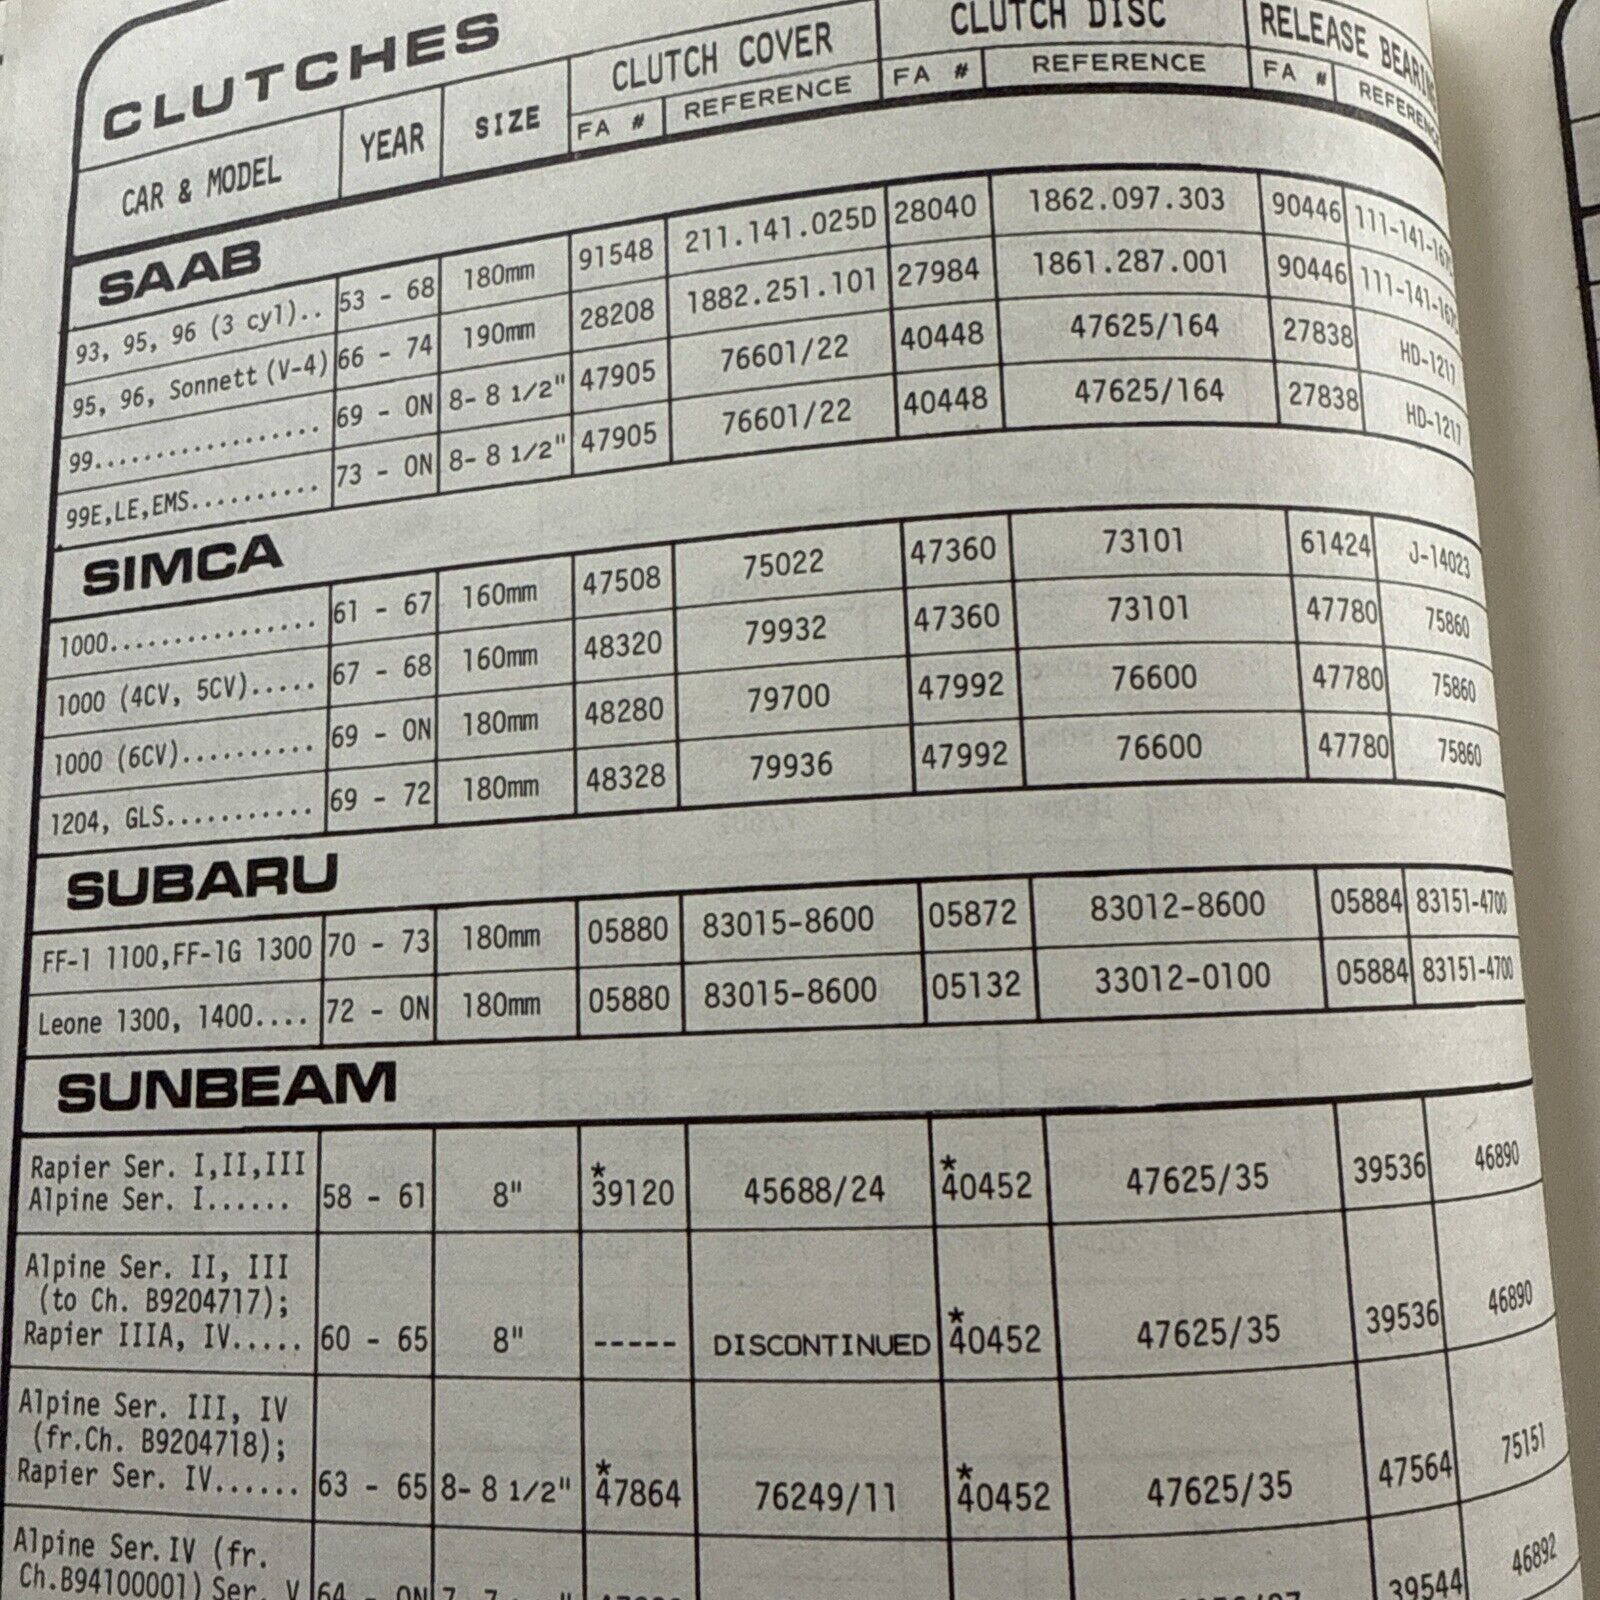 CLUTCHES
CLUTCH COVER CLUTCH DISC RELEASE BEARING
CAR & MODEL YEAR SIZE FA # REFERENCE FA # REFERENCE FA # REFERENCE
SAAB
93, 95, 96 (3 cyl).. 53 - 68 180mm 91548 211.141.025D 28040 1862.097.303 90446
95, 96, Sonnett (V-4) 66 - 74 190mm 28208 1882.251.101 27984 1861.287.001 90446
99................... 69 - ON 8- 8 1/2" 47905 76601/22 40448 47625/164 27838 HD-1217
99E,LE,EMS.......... 73 - ON 8- 8 1/2" 47905 76601/22 40448 47625/164 27838 HD-1217
SIMCA
1000................. 61 - 67 160mm 47508 75022 47360 73101 61424 J-14023
1000 (4CV, 5CV)..... 67 - 68 160mm 48320 79932 47360 73101 47780 75860
1000 (6CV).......... 69 - ON 180mm 48280 79700 47992 76600 47780 75860
1204, GLS........... 69 - 72 180mm 48328 79936 47992 76600 47780 75860
SUBARU
FF-1 1100,FF-1G 1300 70 - 73 180mm 05880 83015-8600 05872 83012-8600 05884 83151-4700
Leone 1300, 1400.... 72 - ON 180mm 05880 83015-8600 05132 33012-0100 05884 83151-4700
SUNBEAM
Rapier Ser. I,II,III
Alpine Ser. I...... 58 - 61 8" *39120 45688/24 *40452 47625/35 39536 46890
Alpine Ser. II, III
(to Ch. B9204717);
Rapier IIIA, IV..... 60 - 65 8" ----- DISCONTINUED *40452 47625/35 39536 46890
Alpine Ser. III, IV
(fr.Ch. B9204718);
Rapier Ser. IV...... 63 - 65 8- 8 1/2" *47864 76249/11 *40452 47625/35 47564 75151
Alpine Ser. IV (fr.
Ch.B94100001) Ser. V 64 - ON 39544 46892